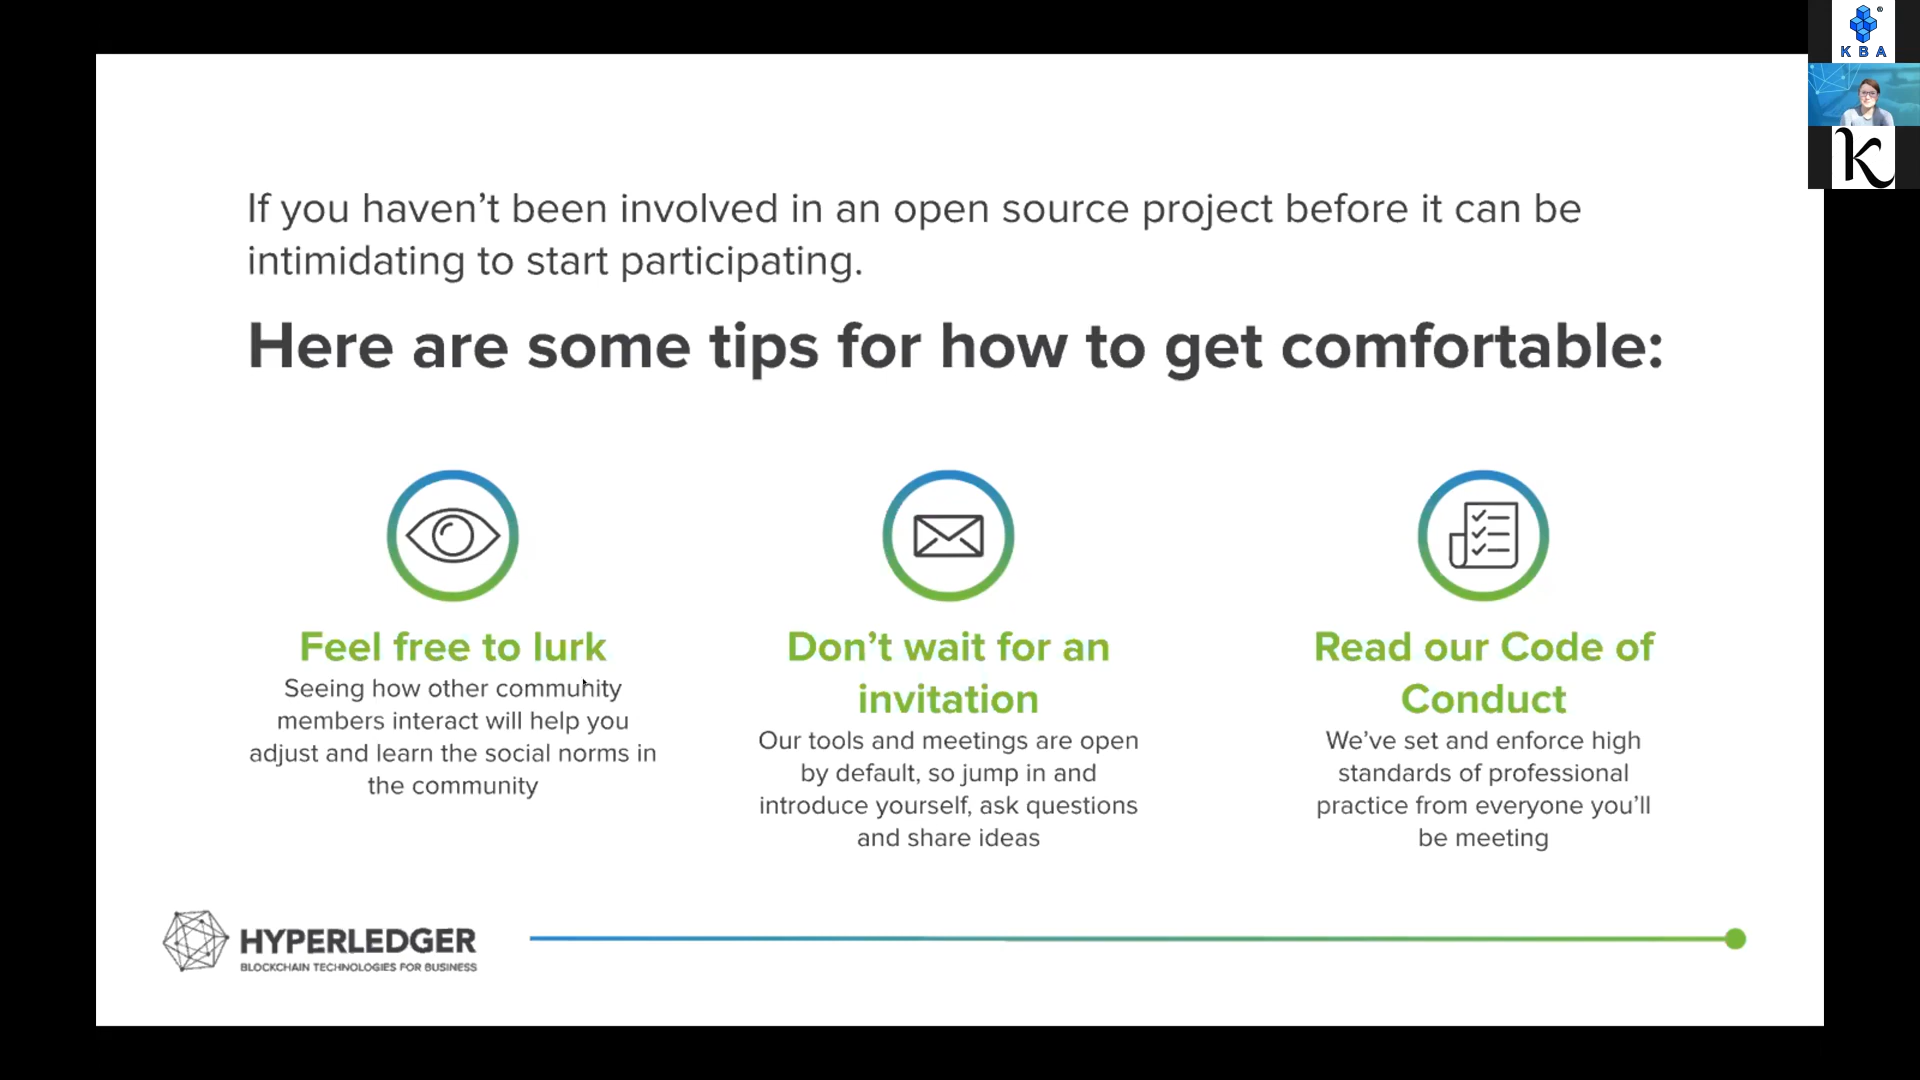 If you haven’t been involved in an open source project before it can be
intimidating to start participating.
Here are some tips for how to get comfortable:
Feel free to lurk
Seeing how other community
members interact will help you
adjust and learn the social norms in
the community
Don’t wait for an
invitation
Our tools and meetings are open
by default, so jump in and
introduce yourself, ask questions
and share ideas
Read our Code of
Conduct
We’ve set and enforce high
standards of professional
practice from everyone you’ll
be meeting
HYPERLEDGER
BLOCKCHAIN TECHNOLOGIES FOR BUSINESS
®
KBA
k